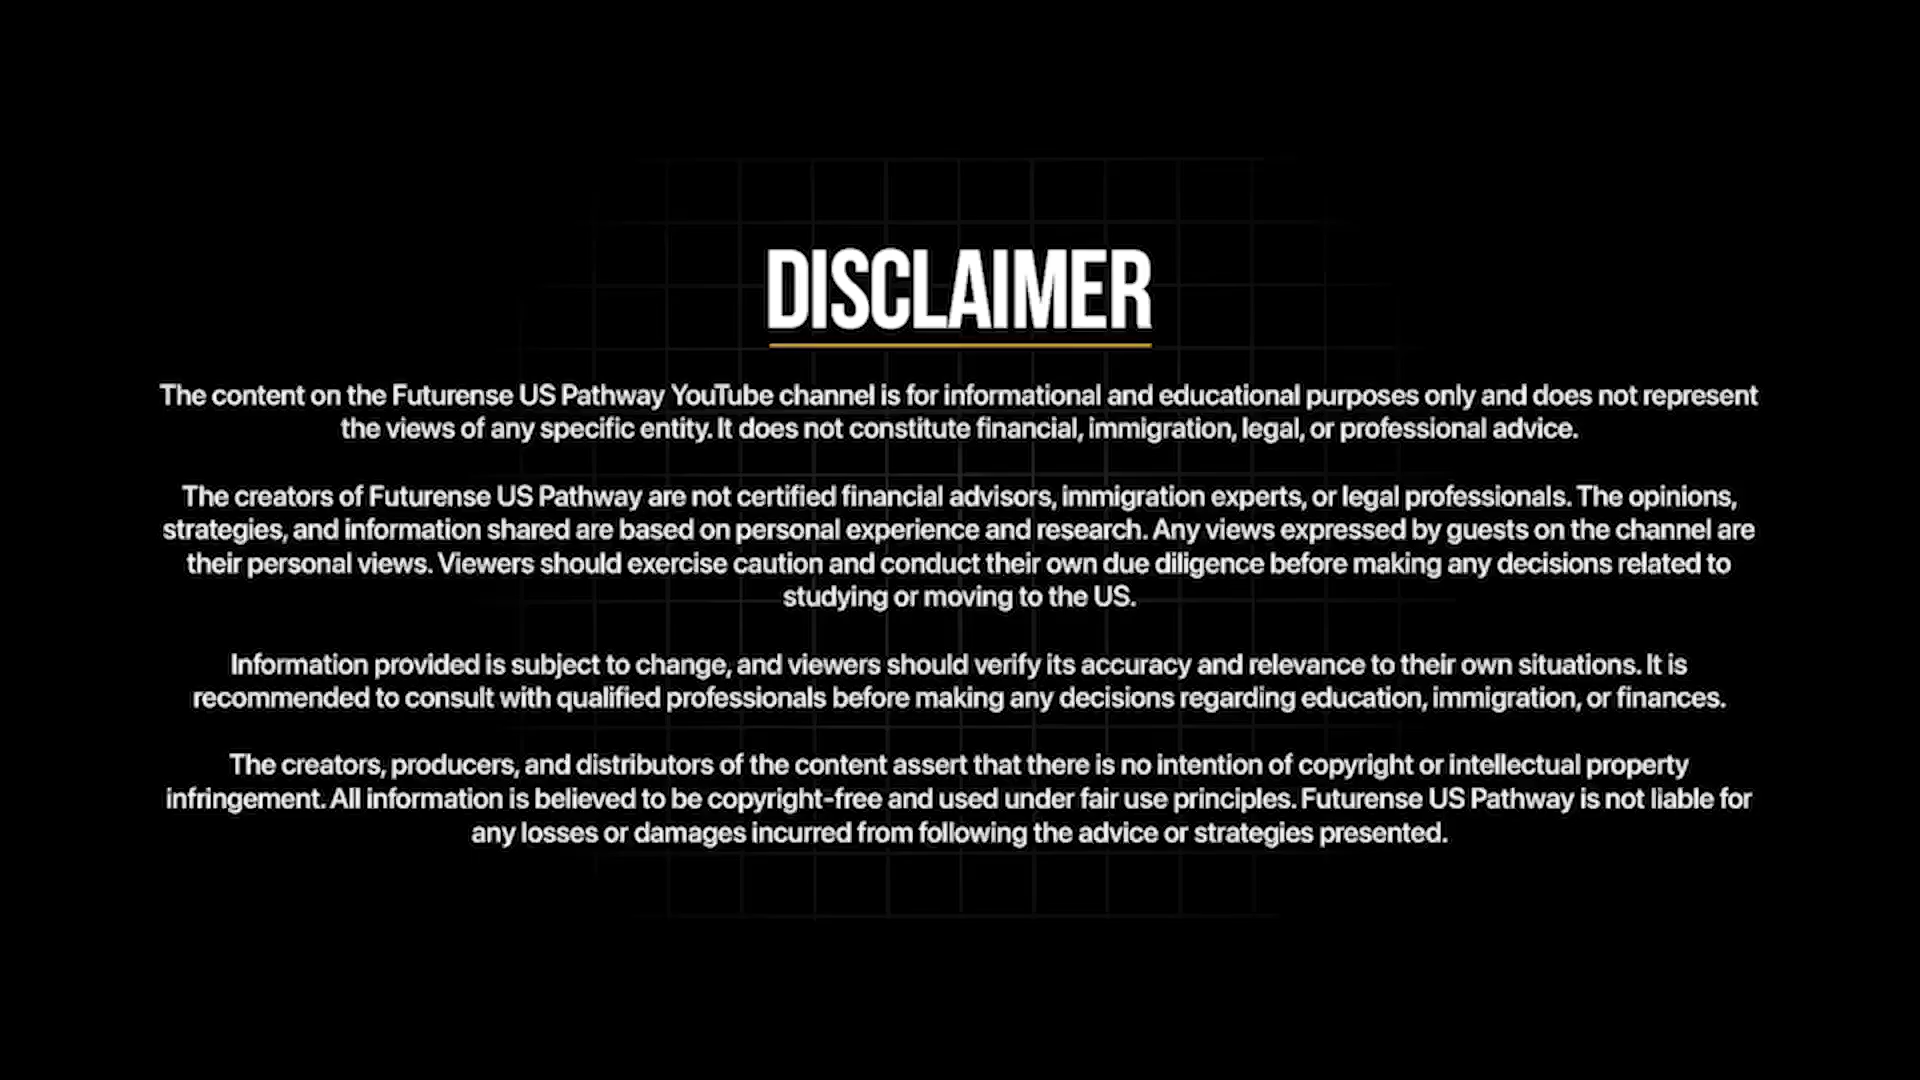 DISCLAIMER
The content on the Futurense US Pathway YouTube channel is for informational and educational purposes only and does not represent
the views of any specific entity. It does not constitute financial, immigration, legal, or professional advice.
The creators of Futurense US Pathway are not certified financial advisors, immigration experts, or legal professionals. The opinions,
strategies, and information shared are based on personal experience and research. Any views expressed by guests on the channel are
their personal views. Viewers should exercise caution and conduct their own due diligence before making any decisions related to
studying or moving to the US.
Information provided is subject to change, and viewers should verify its accuracy and relevance to their own situations. It is
recommended to consult with qualified professionals before making any decisions regarding education, immigration, or finances.
The creators, producers, and distributors of the content assert that there is no intention of copyright or intellectual property
infringement. All information is believed to be copyright-free and used under fair use principles. Futurense US Pathway is not liable for
any losses or damages incurred from following the advice or strategies presented.